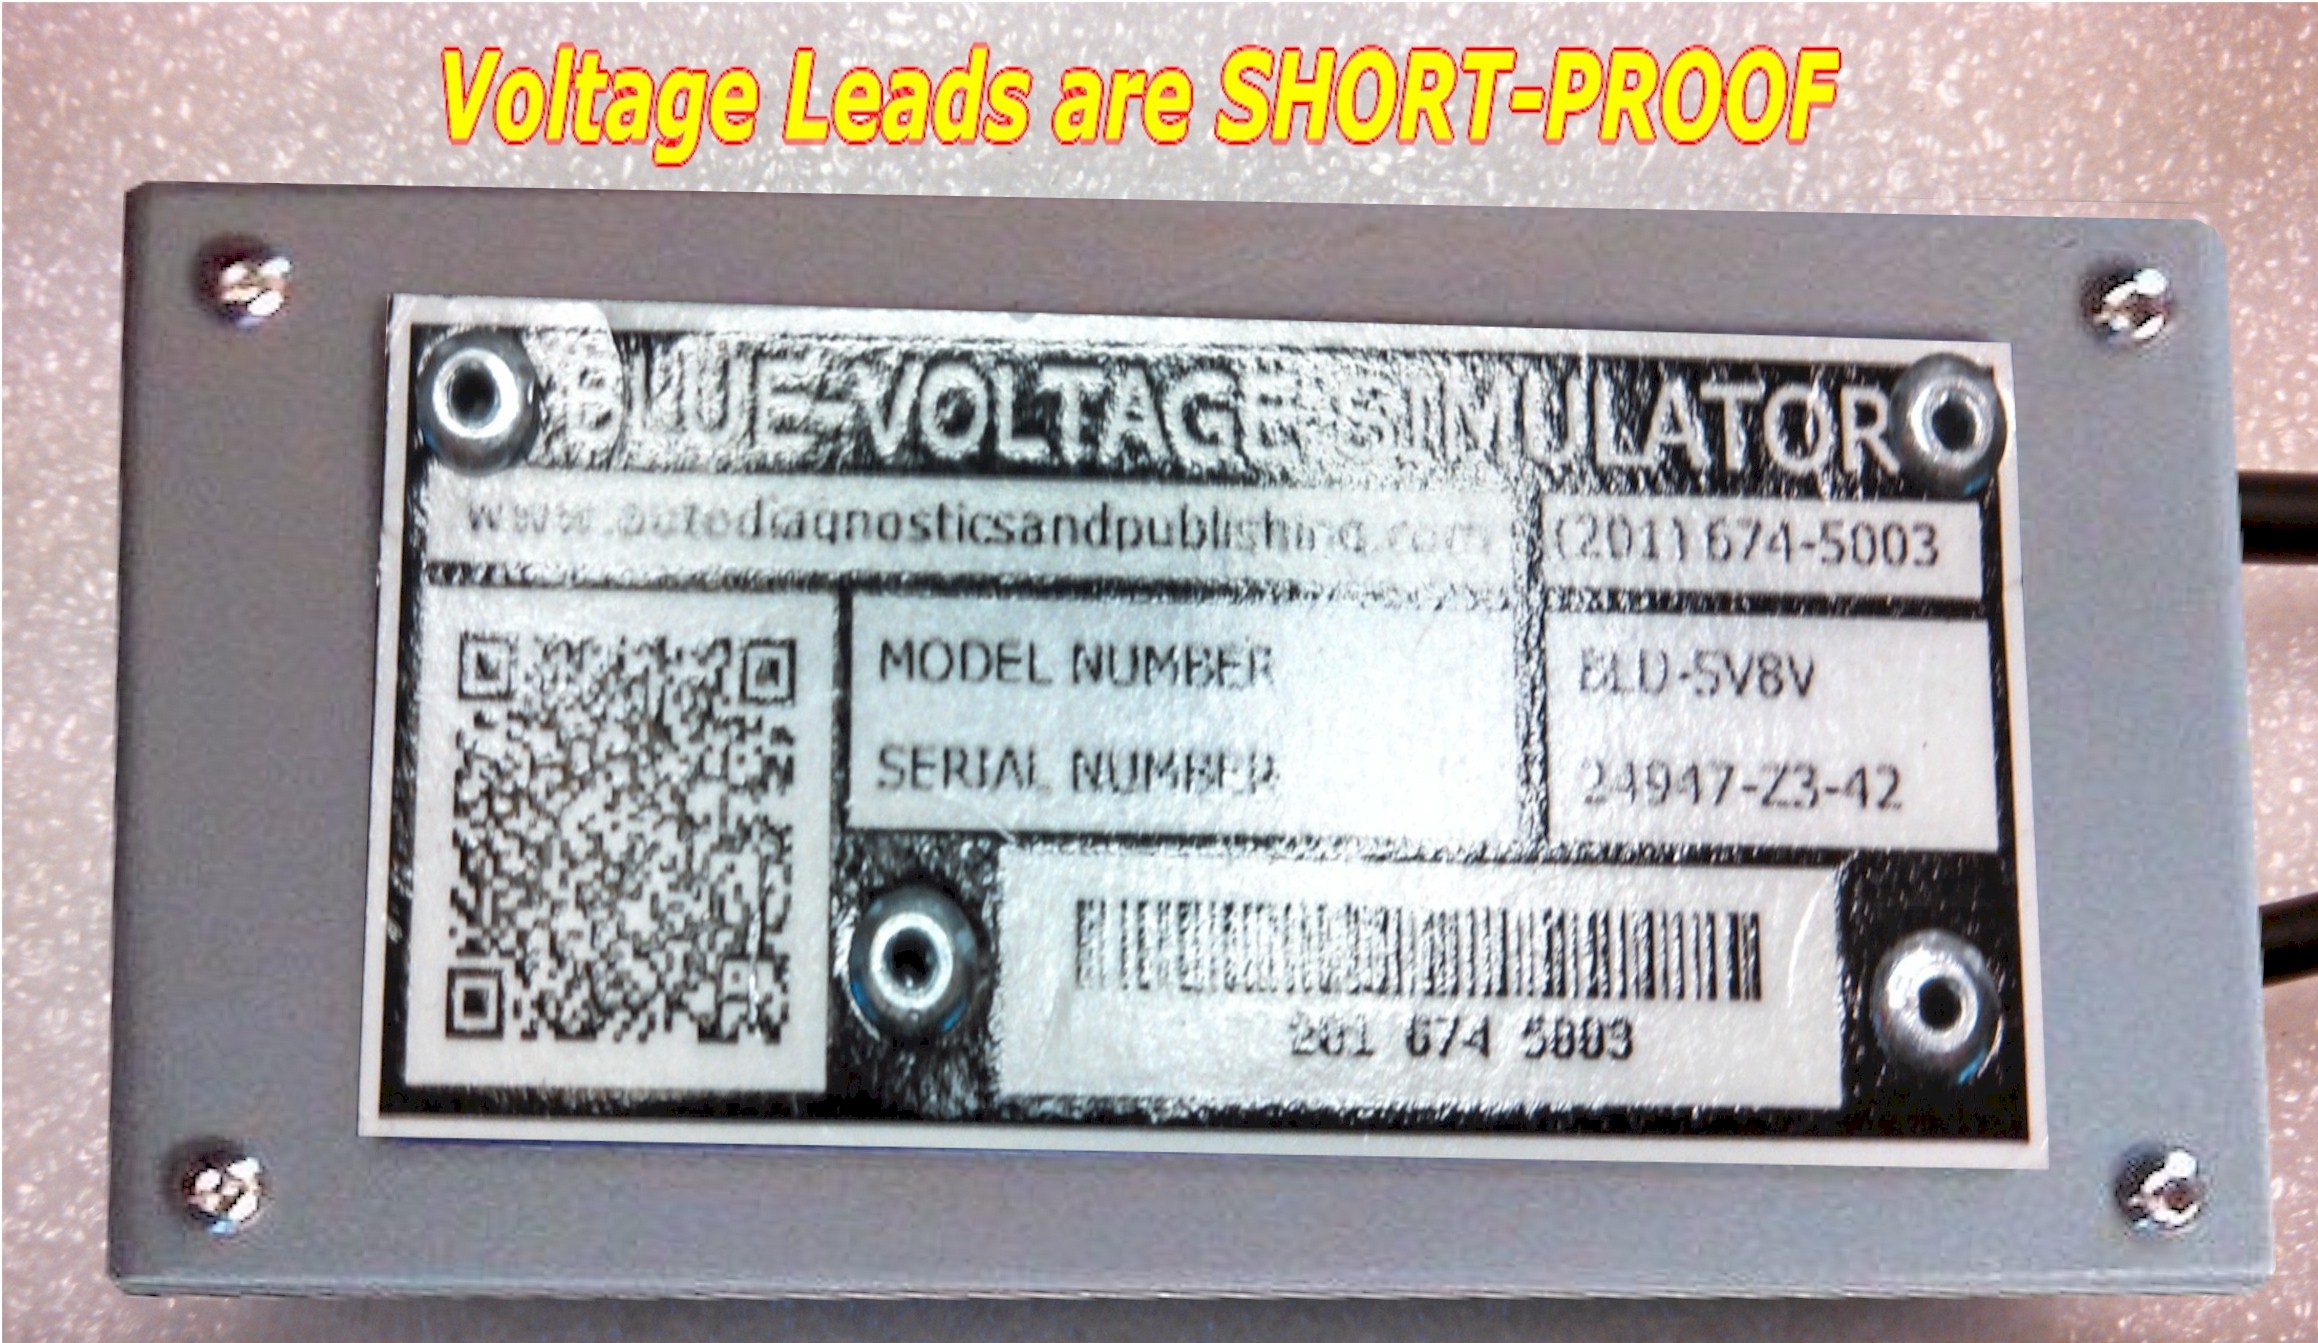 Voltage Leads are SHORT-PROOF
BLUE-VOLTAGE-SIMULATOR
www.autodiagnosticsandpublishing.com
(201) 674-5003
MODEL NUMBER
BLU-5V8V
SERIAL NUMBER
24947-Z3-42
201 674 5003